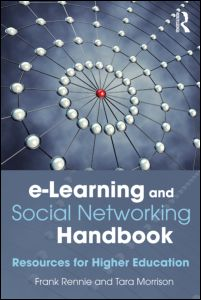 R
e-Learning and
Social Networking
Handbook
Resources for Higher Education
Frank Rennie and Tara Morrison